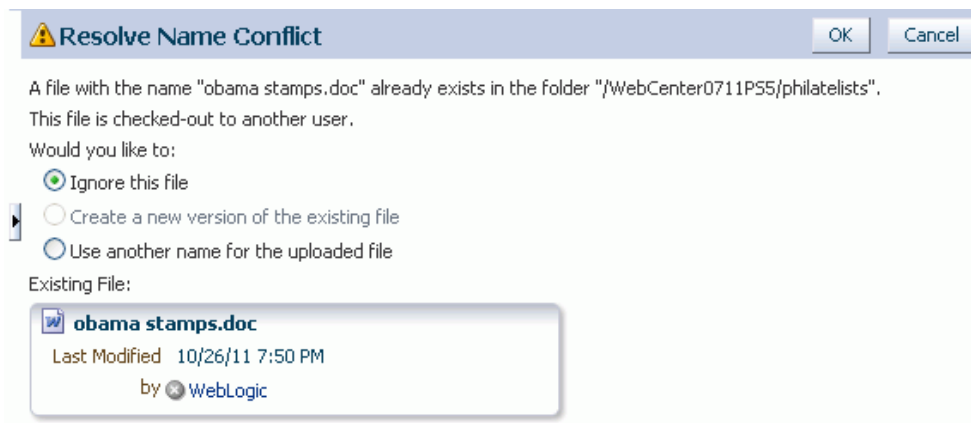 Resolve Name Conflict
OK Cancel
A file with the name "obama stamps.doc" already exists in the folder "/WebCenter0711PS5/philatelists".
This file is checked-out to another user.
Would you like to:
Ignore this file
Create a new version of the existing file
Use another name for the uploaded file
Existing File:
obama stamps.doc
Last Modified 10/26/11 7:50 PM
by WebLogic